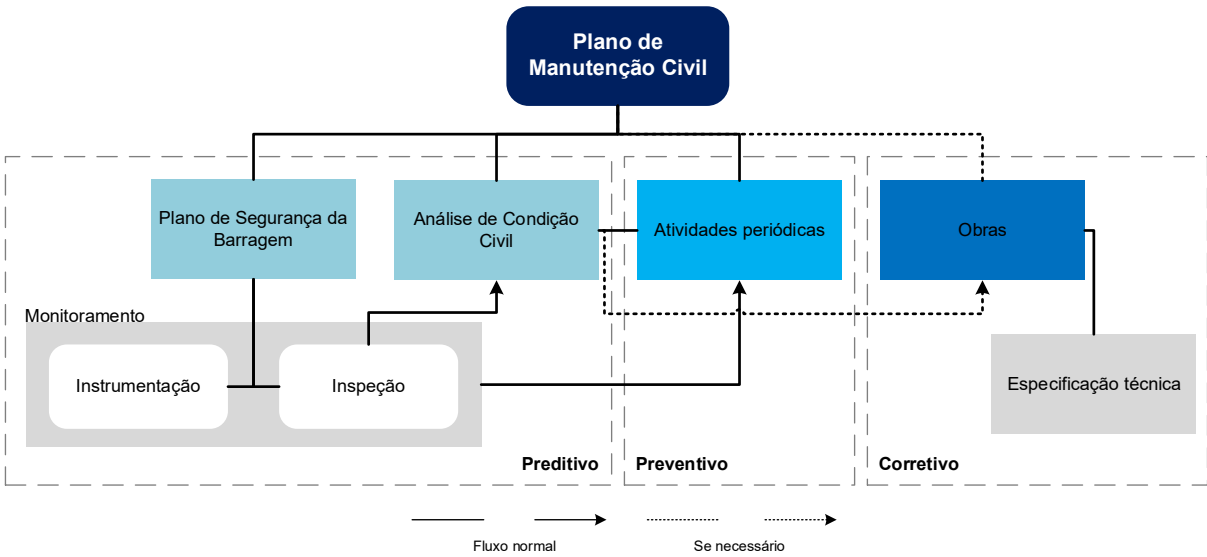 Plano de
Manutenção Civil
Plano de Segurança da
Barragem
Análise de Condição
Civil
Atividades periódicas
Obras
Monitoramento
Instrumentação
Inspeção
Especificação técnica
Preditivo
Preventivo
Corretivo
Fluxo normal
Se necessário